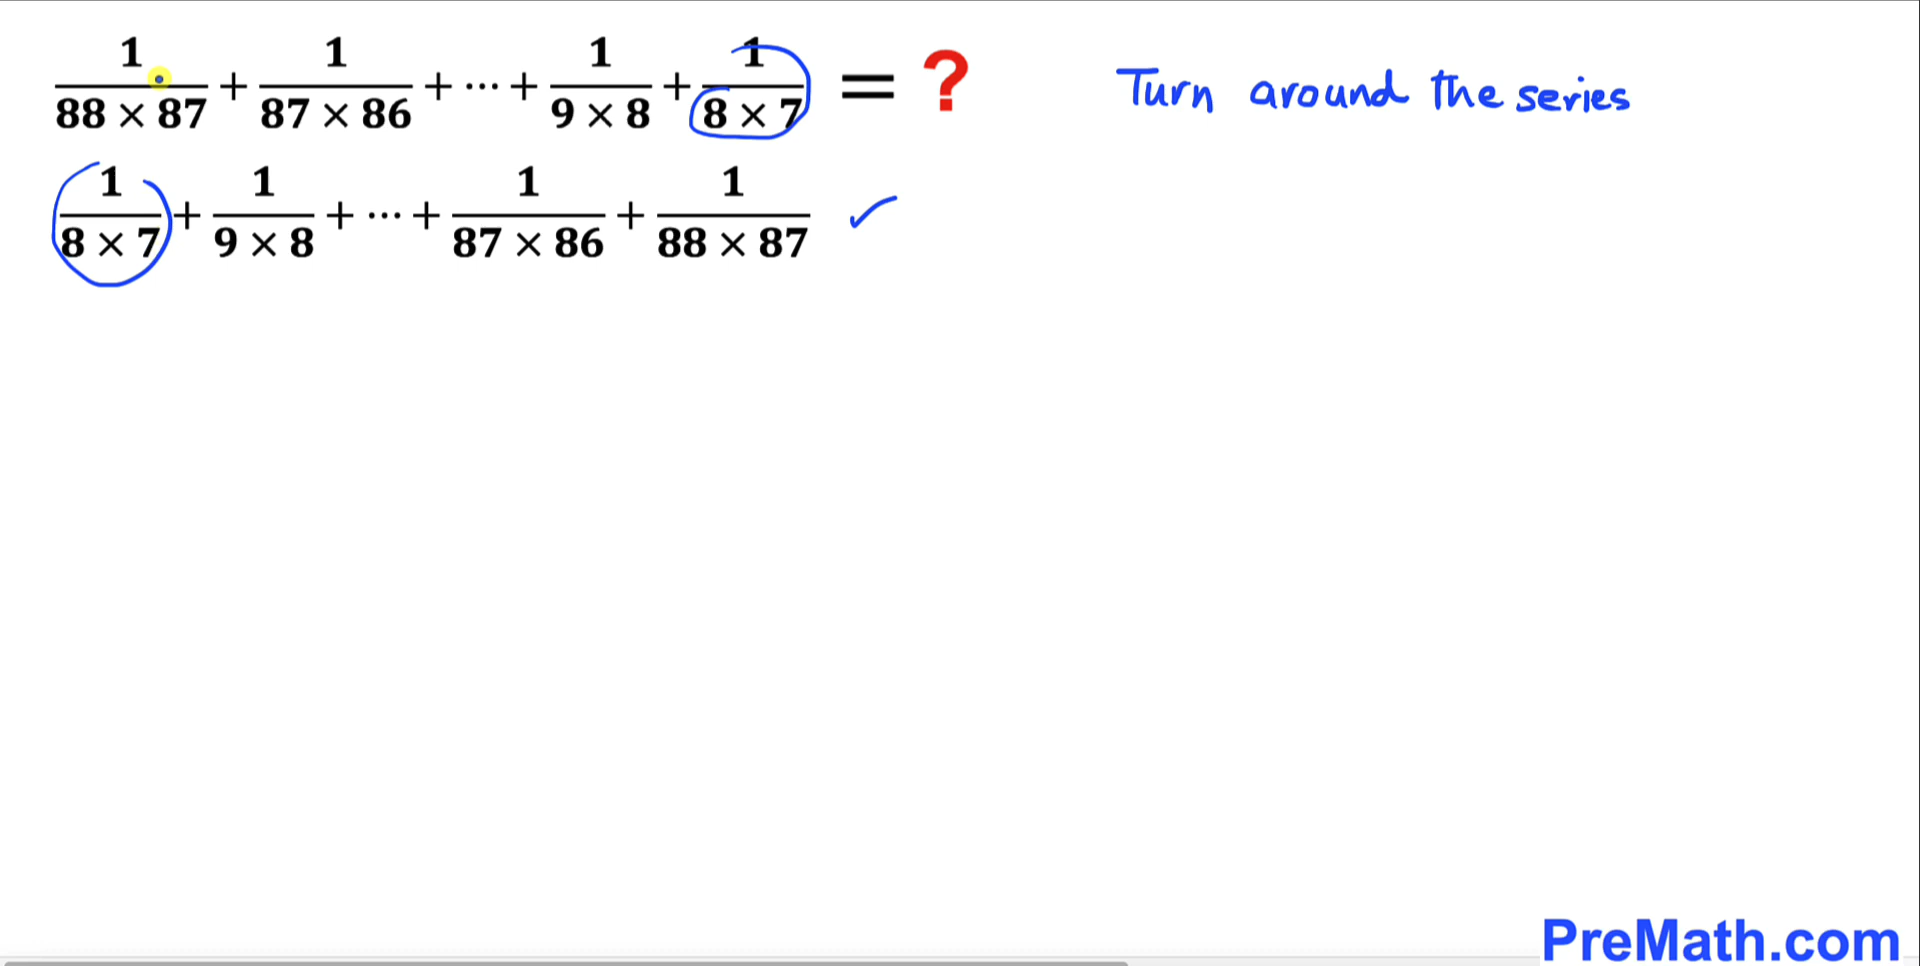 1/(88 × 87) + 1/(87 × 86) + ⋯ + 1/(9 × 8) + 1/(8 × 7) = ? Turn around the series
1/(8 × 7) + 1/(9 × 8) + ⋯ + 1/(87 × 86) + 1/(88 × 87) ✓
PreMath.com